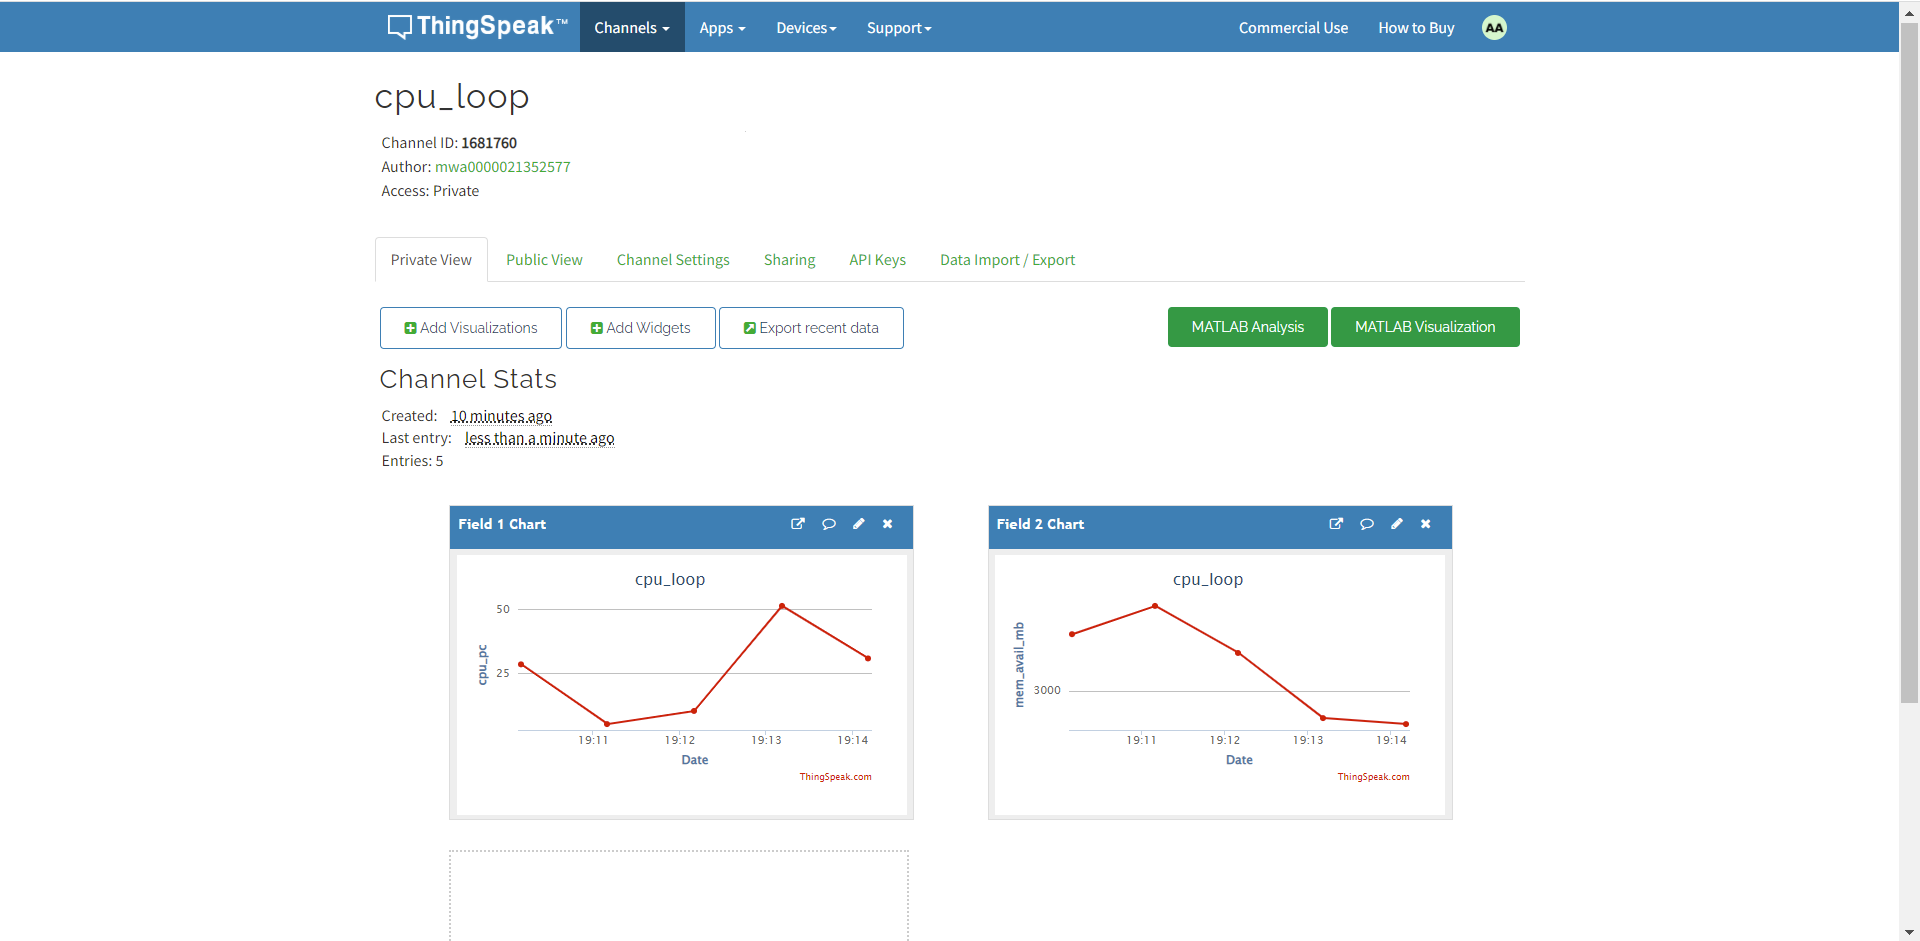 ThingSpeak™ Channels Apps Devices Support Commercial Use How to Buy AA
cpu_loop
Channel ID: 1681760
Author: mwa0000021352577
Access: Private
Private View Public View Channel Settings Sharing API Keys Data Import / Export
Add Visualizations Add Widgets Export recent data MATLAB Analysis MATLAB Visualization
Channel Stats
Created: 10 minutes ago
Last entry: less than a minute ago
Entries: 5
Field 1 Chart
cpu_loop
cpu_pc
50
25
19:11 19:12 19:13 19:14
Date
ThingSpeak.com
Field 2 Chart
cpu_loop
mem_avail_mb
3000
19:11 19:12 19:13 19:14
Date
ThingSpeak.com